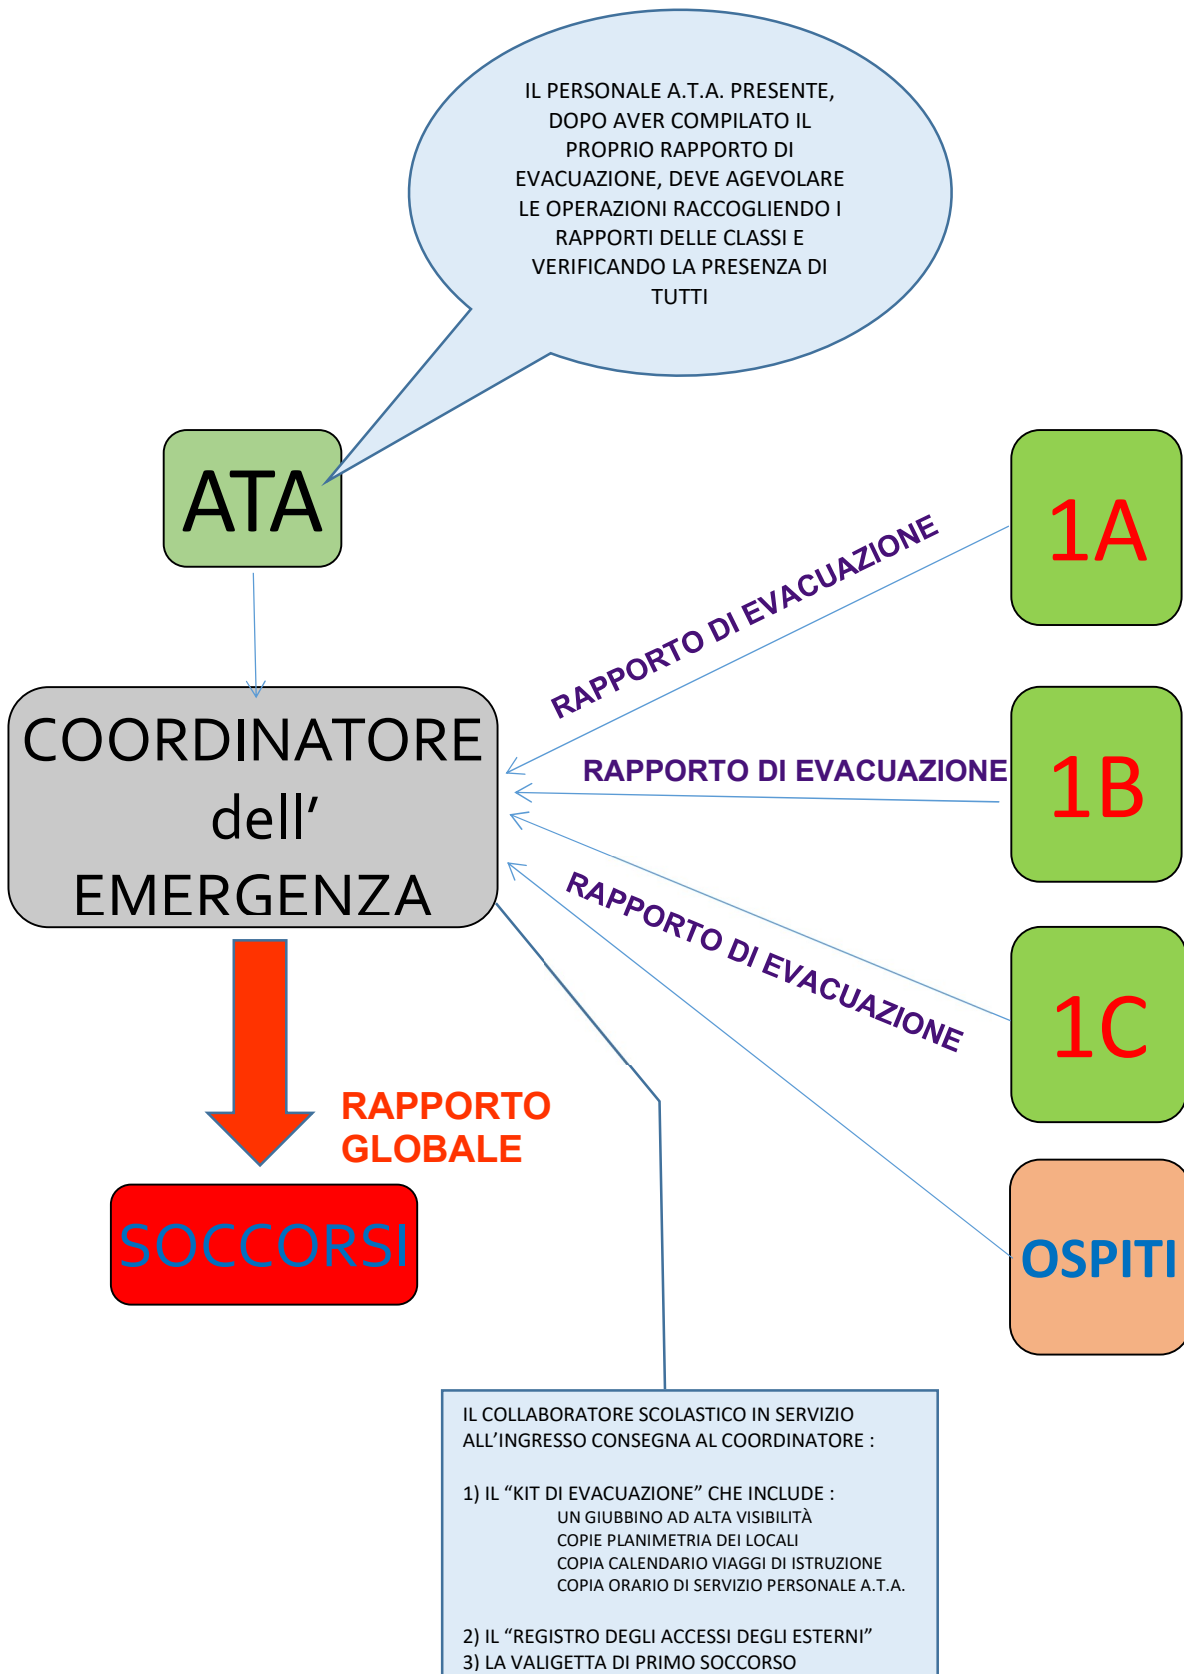 IL PERSONALE A.T.A. PRESENTE,
DOPO AVER COMPILATO IL
PROPRIO RAPPORTO DI
EVACUAZIONE, DEVE AGEVOLARE
LE OPERAZIONI RACCOGLIENDO I
RAPPORTI DELLE CLASSI E
VERIFICANDO LA PRESENZA DI
TUTTI
ATA
1A
RAPPORTO DI EVACUAZIONE
COORDINATORE
dell’
EMERGENZA
RAPPORTO DI EVACUAZIONE
1B
RAPPORTO DI EVACUAZIONE
1C
RAPPORTO
GLOBALE
SOCCORSI
OSPITI
IL COLLABORATORE SCOLASTICO IN SERVIZIO
ALL’INGRESSO CONSEGNA AL COORDINATORE :
1) IL “KIT DI EVACUAZIONE” CHE INCLUDE :
UN GIUBBINO AD ALTA VISIBILITÀ
COPIE PLANIMETRIA DEI LOCALI
COPIA CALENDARIO VIAGGI DI ISTRUZIONE
COPIA ORARIO DI SERVIZIO PERSONALE A.T.A.
2) IL “REGISTRO DEGLI ACCESSI DEGLI ESTERNI”
3) LA VALIGETTA DI PRIMO SOCCORSO